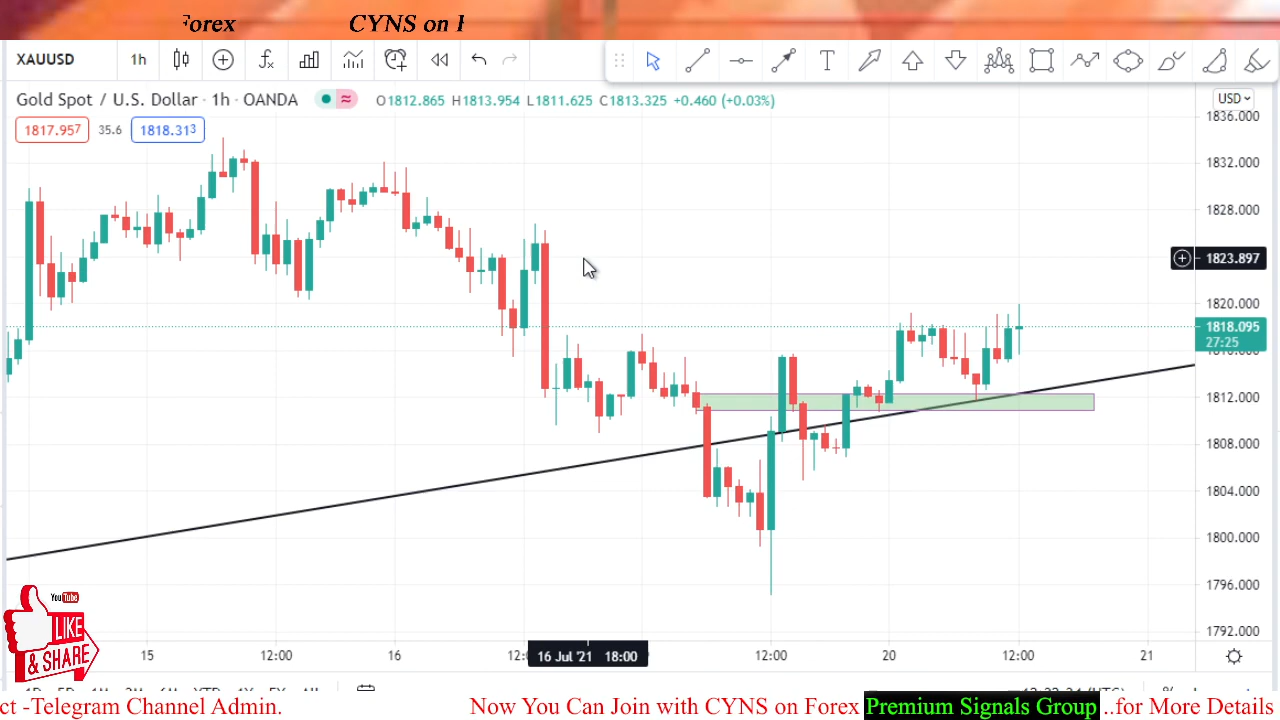 Forex CYNS on F
XAUUSD 1h
USD
Gold Spot / U.S. Dollar · 1h · OANDA O1812.865 H1813.954 L1811.625 C1813.325 +0.460 (+0.03%)
1817.957 35.6 1818.313
1836.000
1832.000
1828.000
1823.897
1820.000
1818.095
27:25
1812.000
1808.000
1804.000
1800.000
1796.000
1792.000
15 12:00 16 16 Jul '21 18:00 12:00 20 12:00 21
YouTube
LIKE
& SHARE
ct -Telegram Channel Admin. Now You Can Join with CYNS on Forex Premium Signals Group ..for More Details